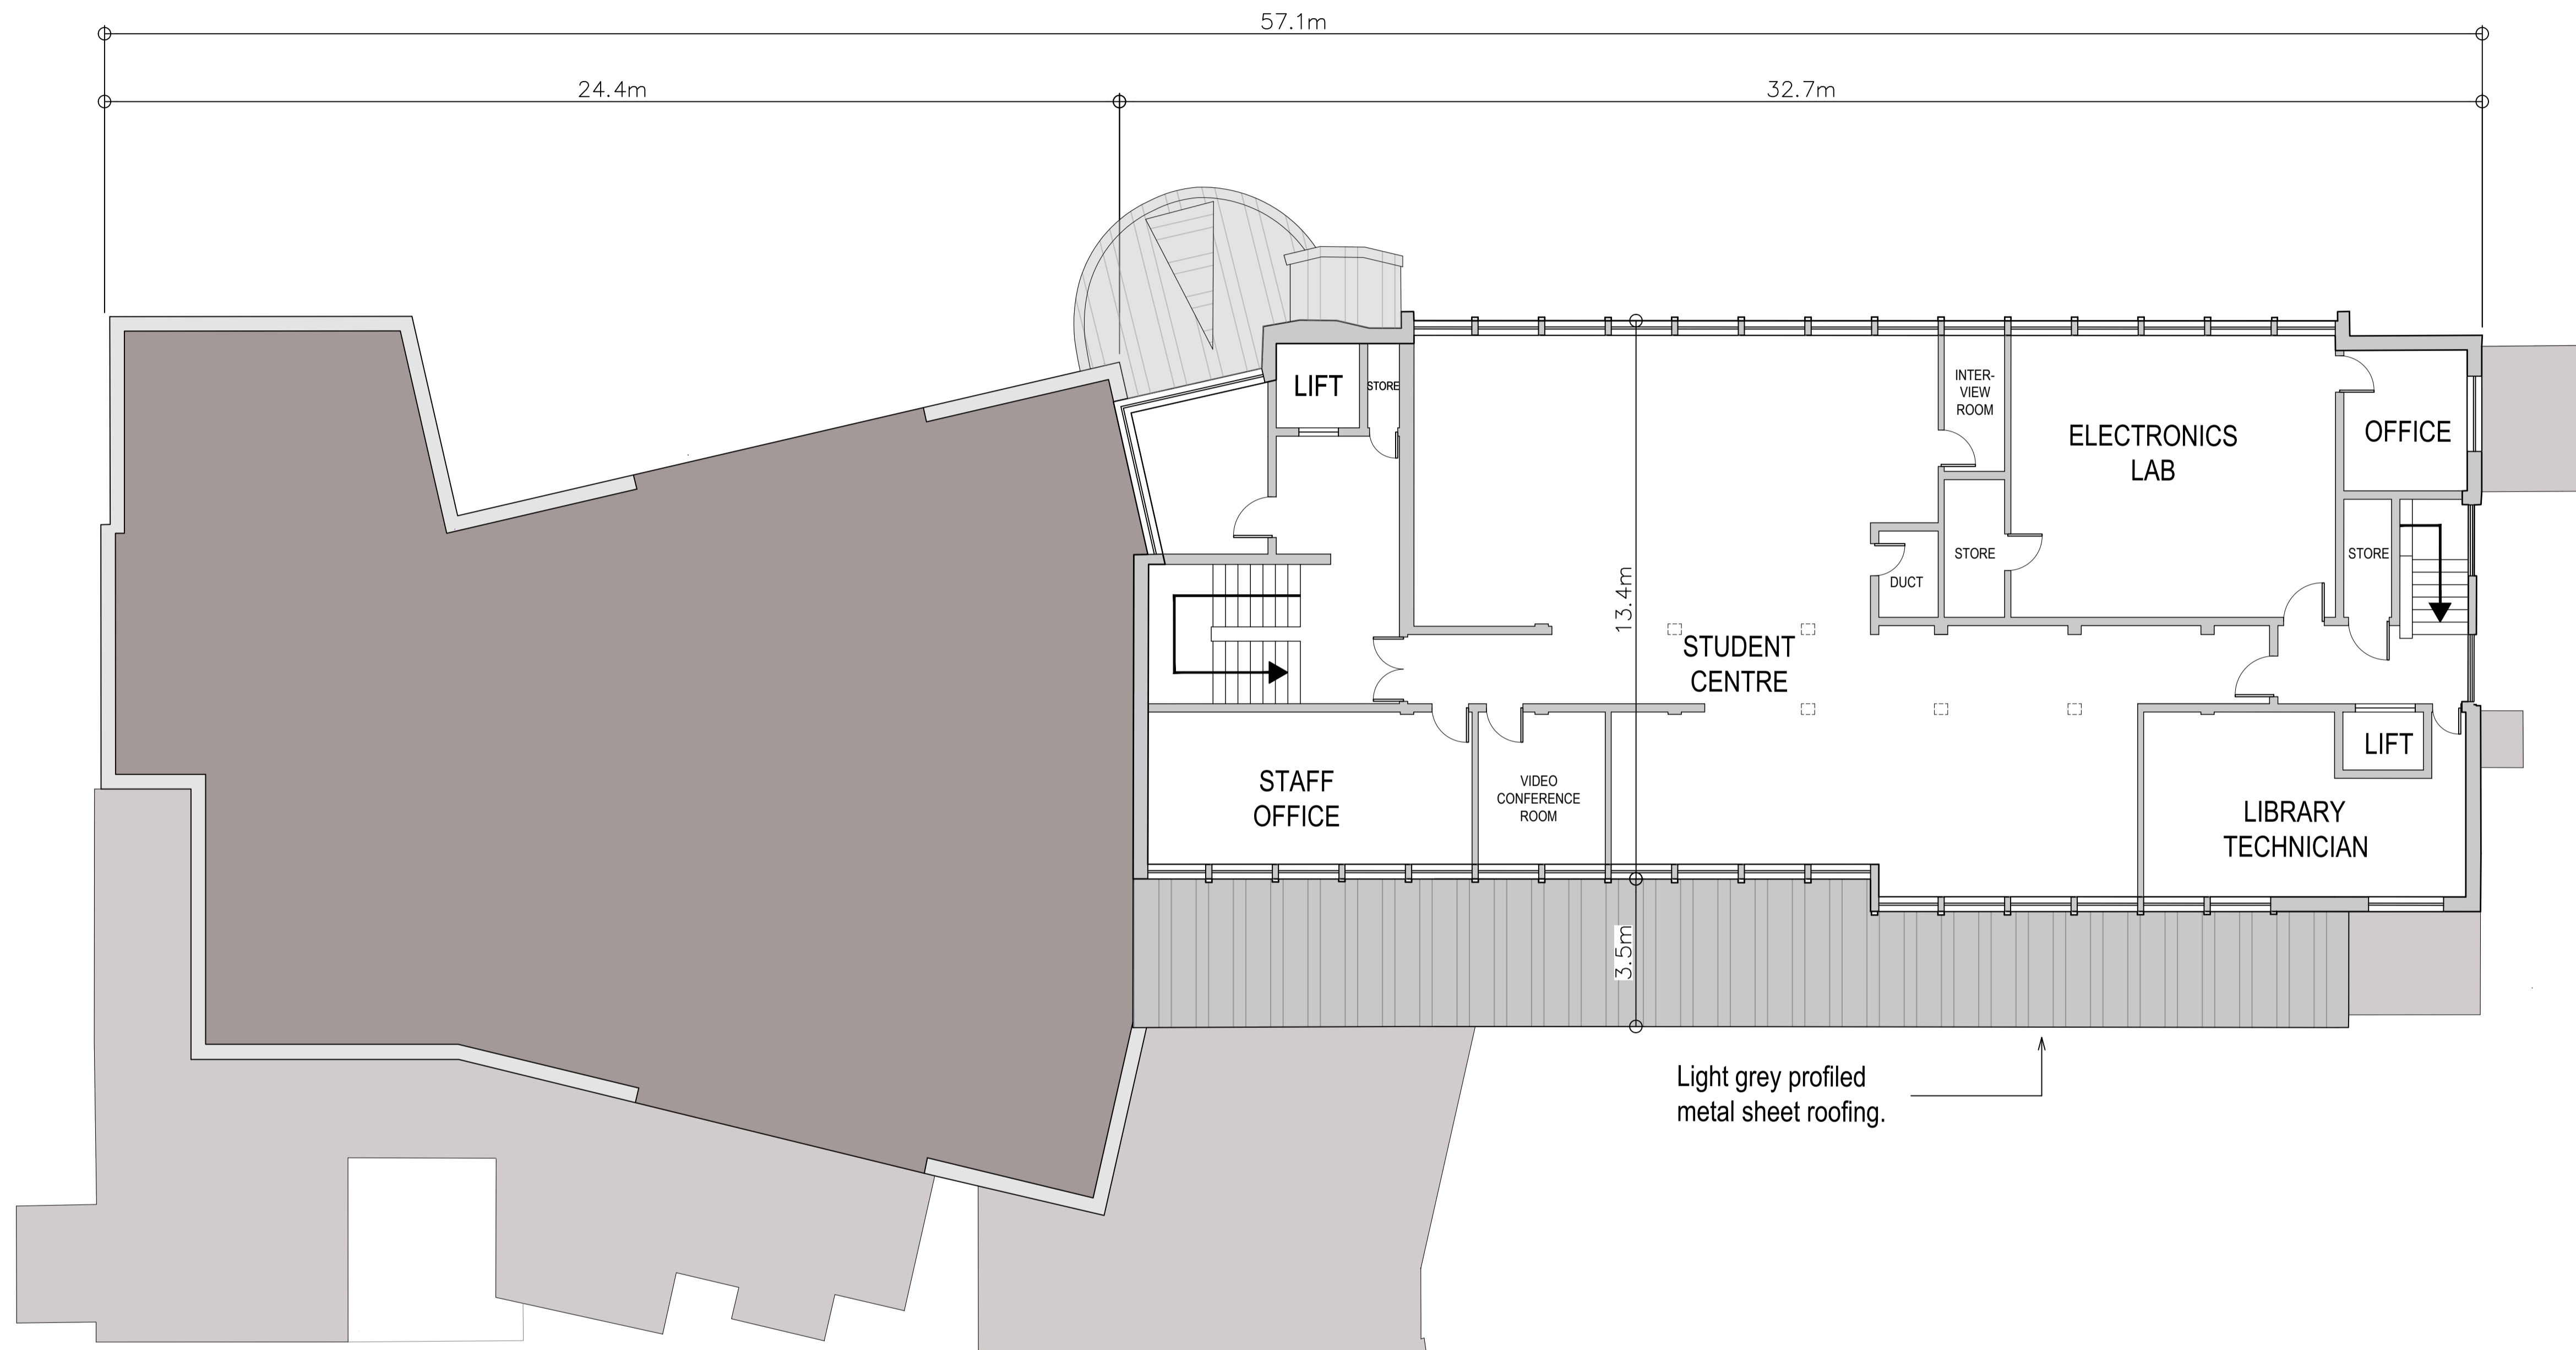 57.1m
24.4m
32.7m
LIFT
STORE
INTER-
VIEW
ROOM
ELECTRONICS
LAB
OFFICE
STORE
STORE
DUCT
13.4m
STUDENT
CENTRE
STAFF
OFFICE
VIDEO
CONFERENCE
ROOM
LIFT
LIBRARY
TECHNICIAN
3.5m
Light grey profiled
metal sheet roofing.